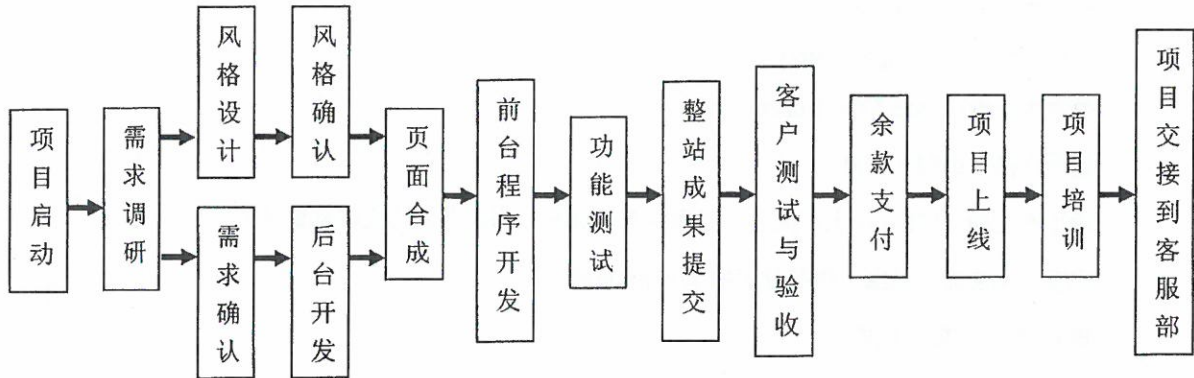 项目启动
需求调研
风格设计
风格确认
需求确认
后台开发
页面合成
前台程序开发
功能测试
整站成果提交
客户测试与验收
余款支付
项目上线
项目培训
项目交接到客服部